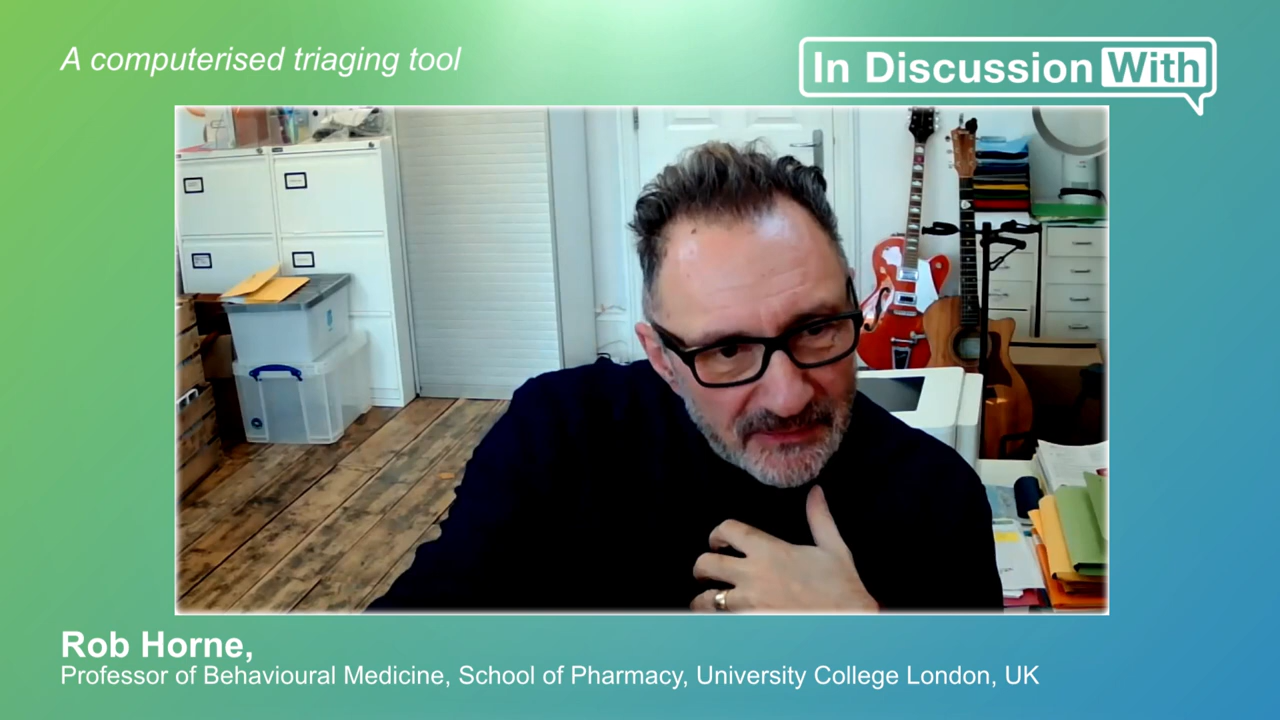 A computerised triaging tool
In Discussion With
Rob Horne,
Professor of Behavioural Medicine, School of Pharmacy, University College London, UK